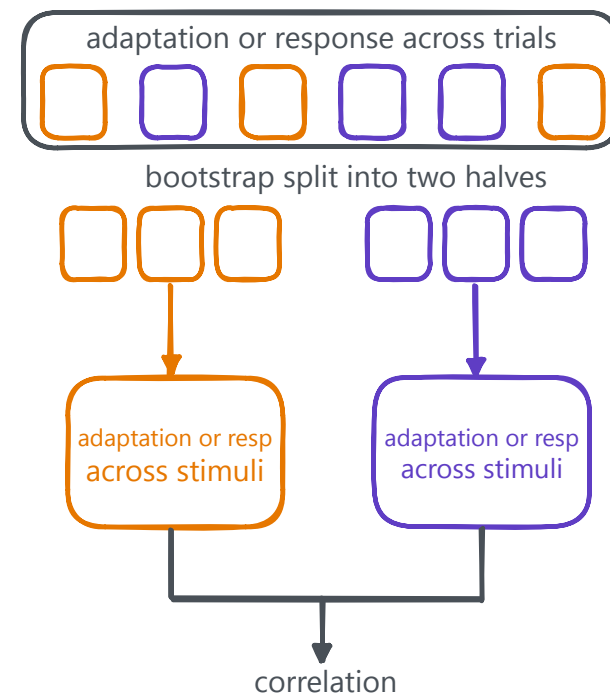 adaptation or response across trials
bootstrap split into two halves
adaptation or resp
across stimuli
adaptation or resp
across stimuli
correlation